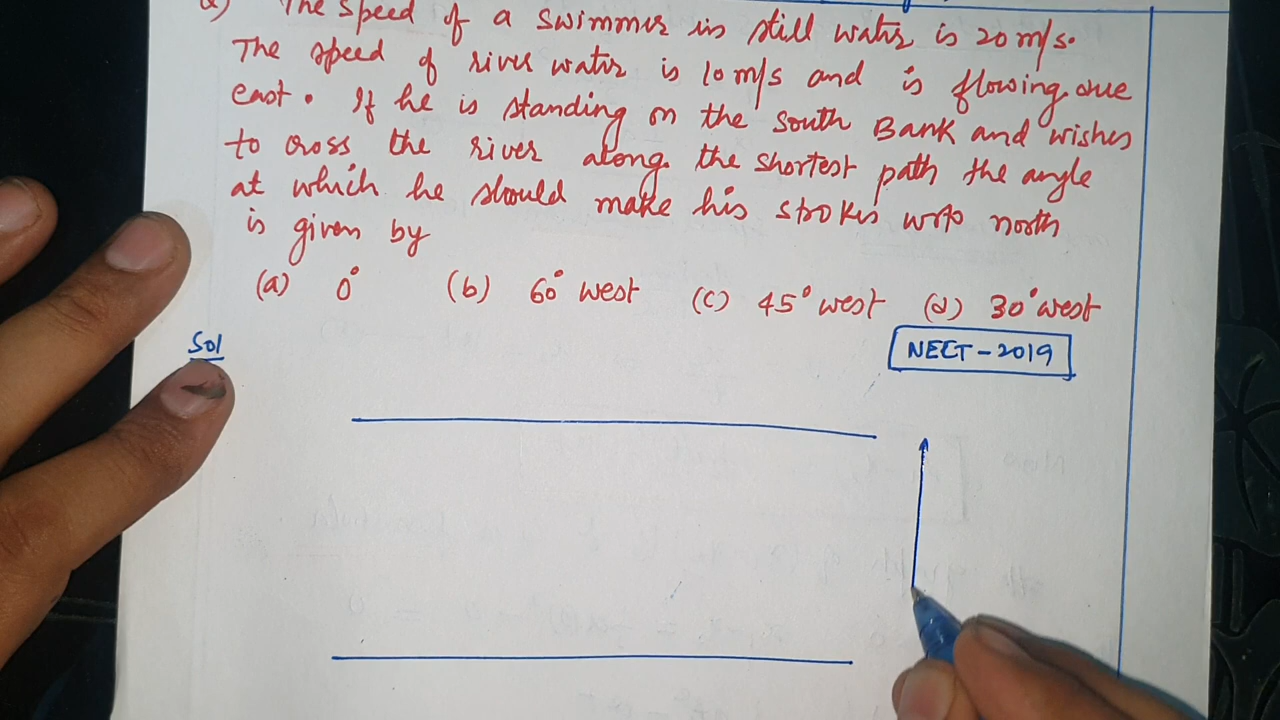 The speed of a swimmer in still water is 20 m/s.
The speed of river water is 10 m/s and is flowing due
east. If he is standing on the south Bank and wishes
to cross the river along the shortest path the angle
at which he should make his strokes w.r.to north
is given by
(a) 0° (b) 60° west (c) 45° west (d) 30° west
Sol
NEET - 2019